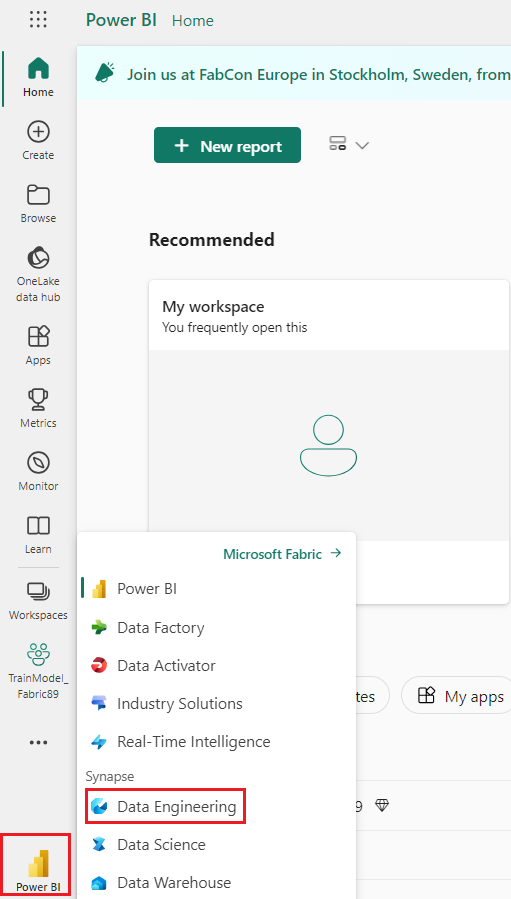 Power BI Home
Home
Create
Browse
OneLake
data hub
Apps
Metrics
Monitor
Learn
Workspaces
TrainModel_
Fabric89
Power BI
Join us at FabCon Europe in Stockholm, Sweden, from
New report
Recommended
My workspace
You frequently open this
Microsoft Fabric
Power BI
Data Factory
Data Activator
Industry Solutions
Real-Time Intelligence
Synapse
Data Engineering
Data Science
Data Warehouse
tes
My apps
9